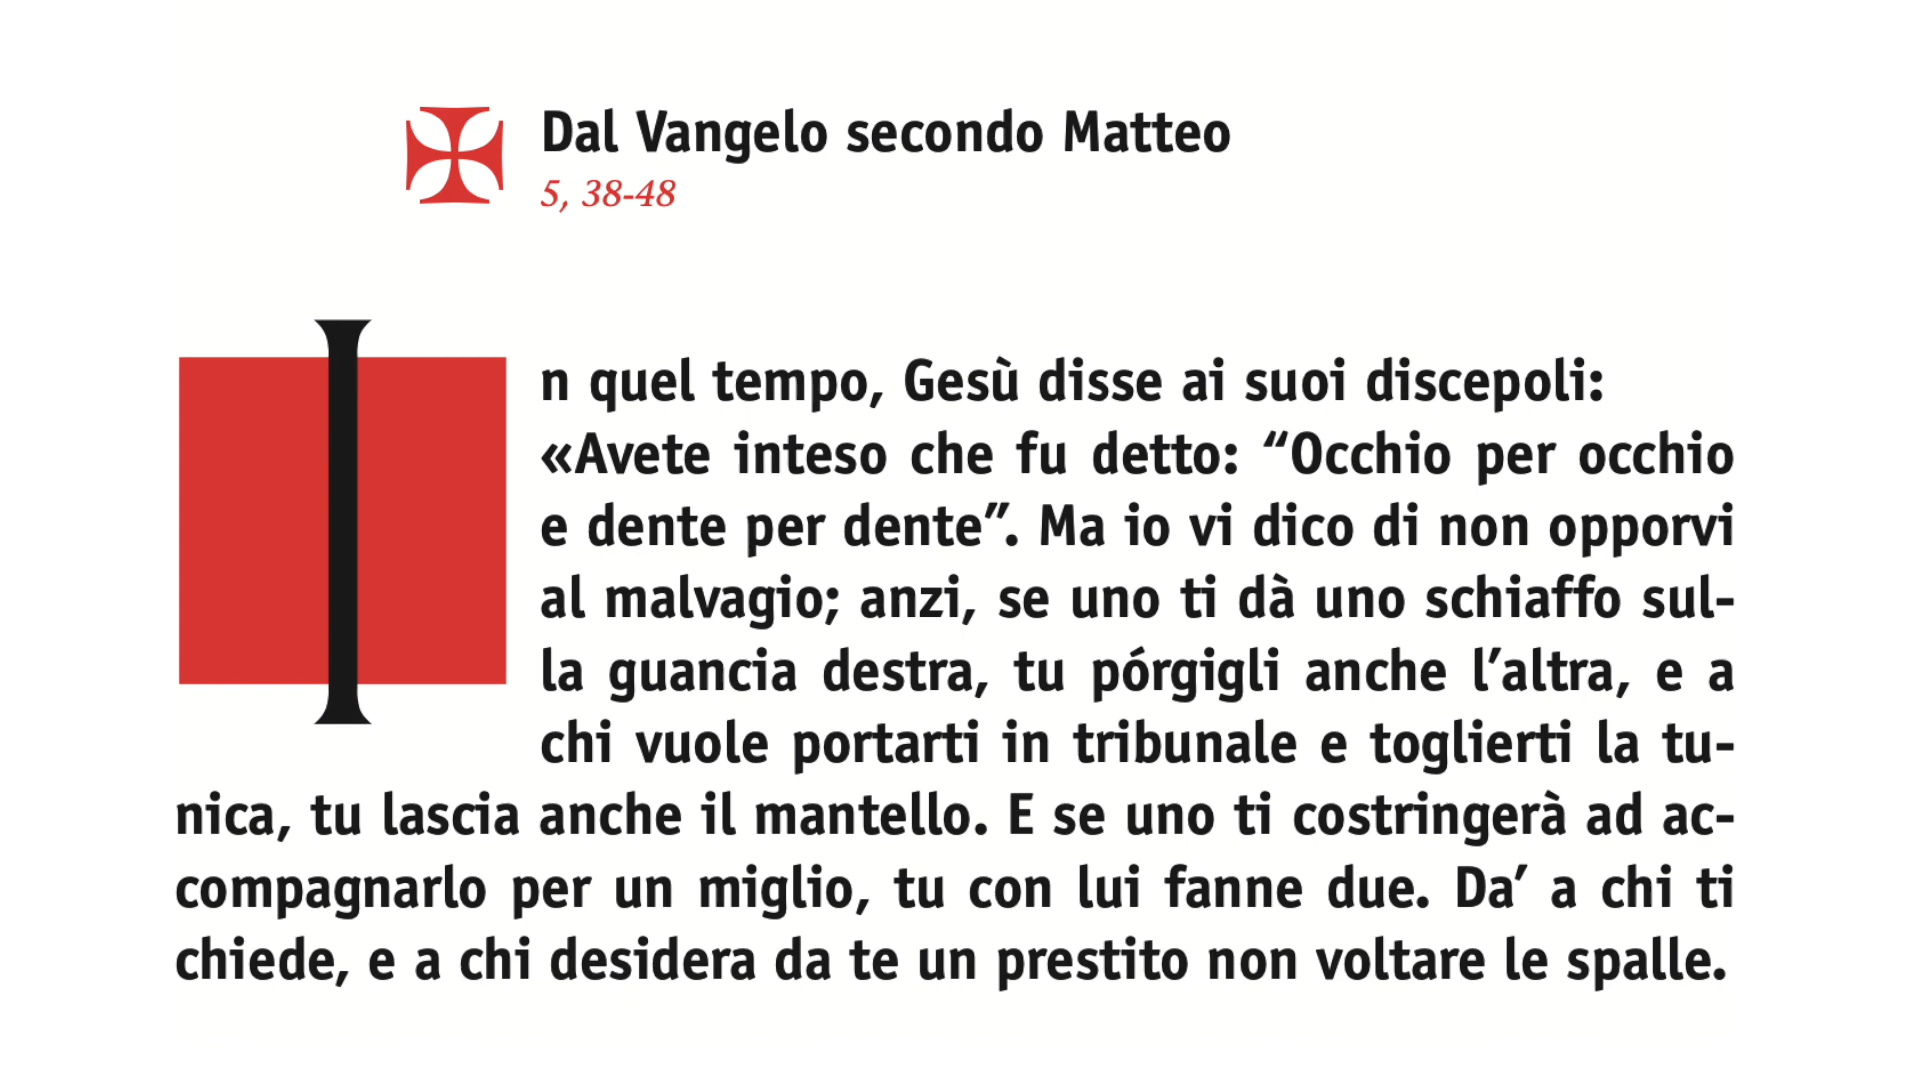 Dal Vangelo secondo Matteo
5, 38-48
In quel tempo, Gesù disse ai suoi discepoli:
«Avete inteso che fu detto: “Occhio per occhio
e dente per dente”. Ma io vi dico di non opporvi
al malvagio; anzi, se uno ti dà uno schiaffo sul-
la guancia destra, tu pórgigli anche l’altra, e a
chi vuole portarti in tribunale e toglierti la tu-
nica, tu lascia anche il mantello. E se uno ti costringerà ad ac-
compagnarlo per un miglio, tu con lui fanne due. Da’ a chi ti
chiede, e a chi desidera da te un prestito non voltare le spalle.